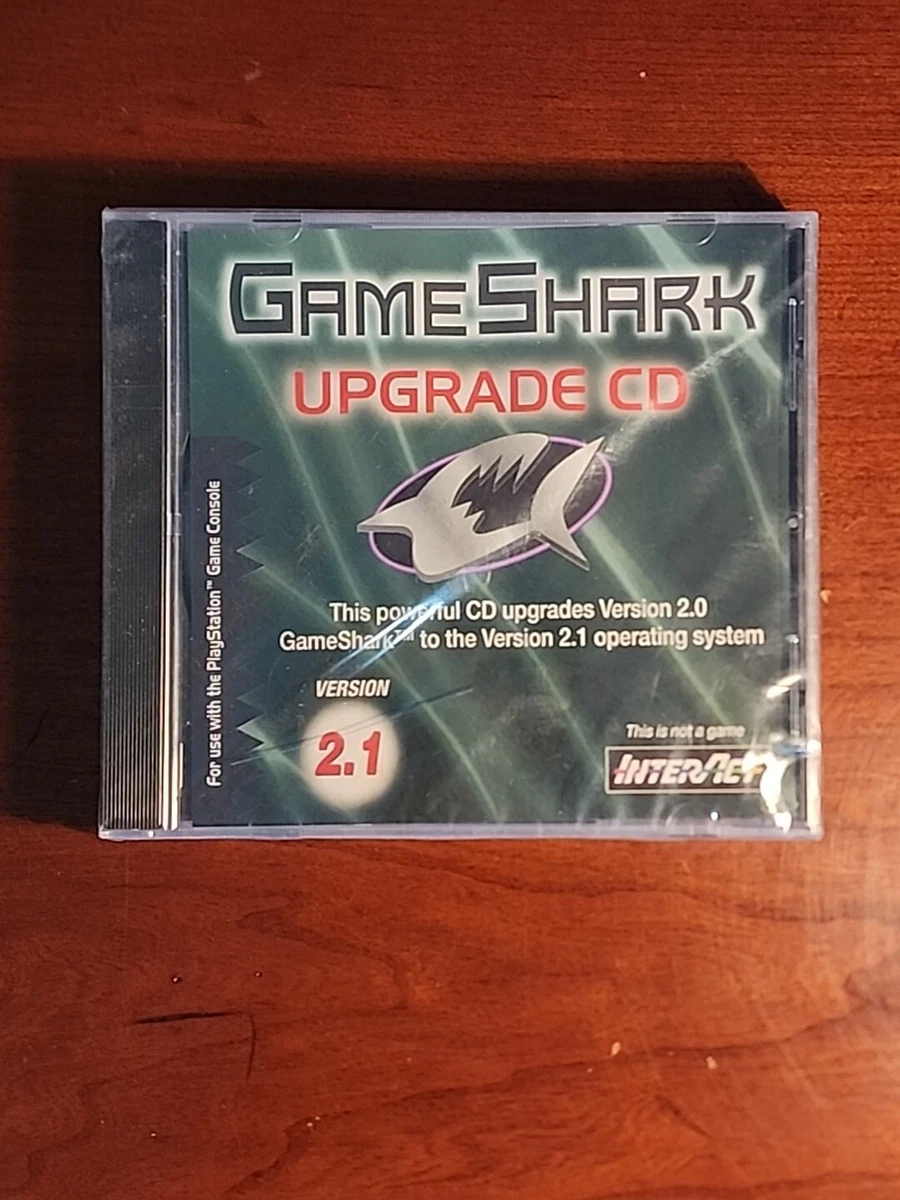 GAMESHARK
UPGRADE CD
For use with the PlayStation™ Game Console
This powerful CD upgrades Version 2.0
GameShark™ to the Version 2.1 operating system
VERSION
2.1
This is not a game
INTERACT